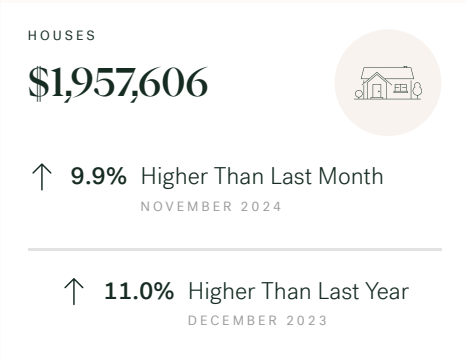 HOUSES
$1,957,606
9.9% Higher Than Last Month
NOVEMBER 2024
11.0% Higher Than Last Year
DECEMBER 2023